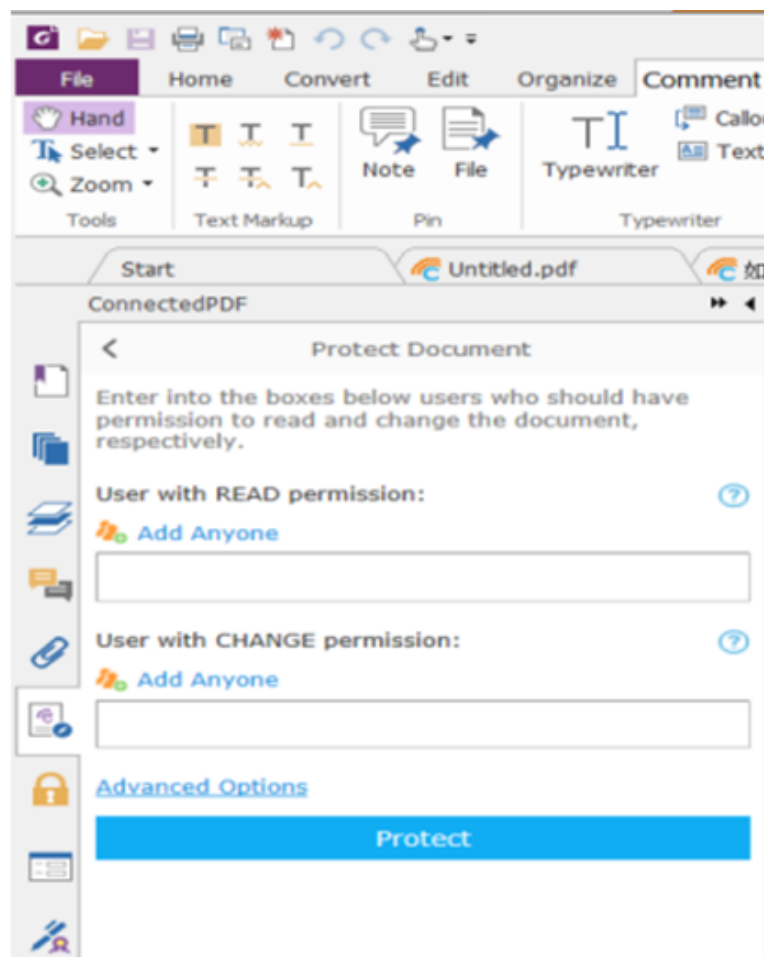 File Home Convert Edit Organize Comment
Hand
Select
Zoom
Note File Typewriter
Tools Text Markup Pin Typewriter
Start Untitled.pdf 如
ConnectedPDF
Protect Document
Enter into the boxes below users who should have
permission to read and change the document,
respectively.
User with READ permission:
Add Anyone
User with CHANGE permission:
Add Anyone
Advanced Options
Protect